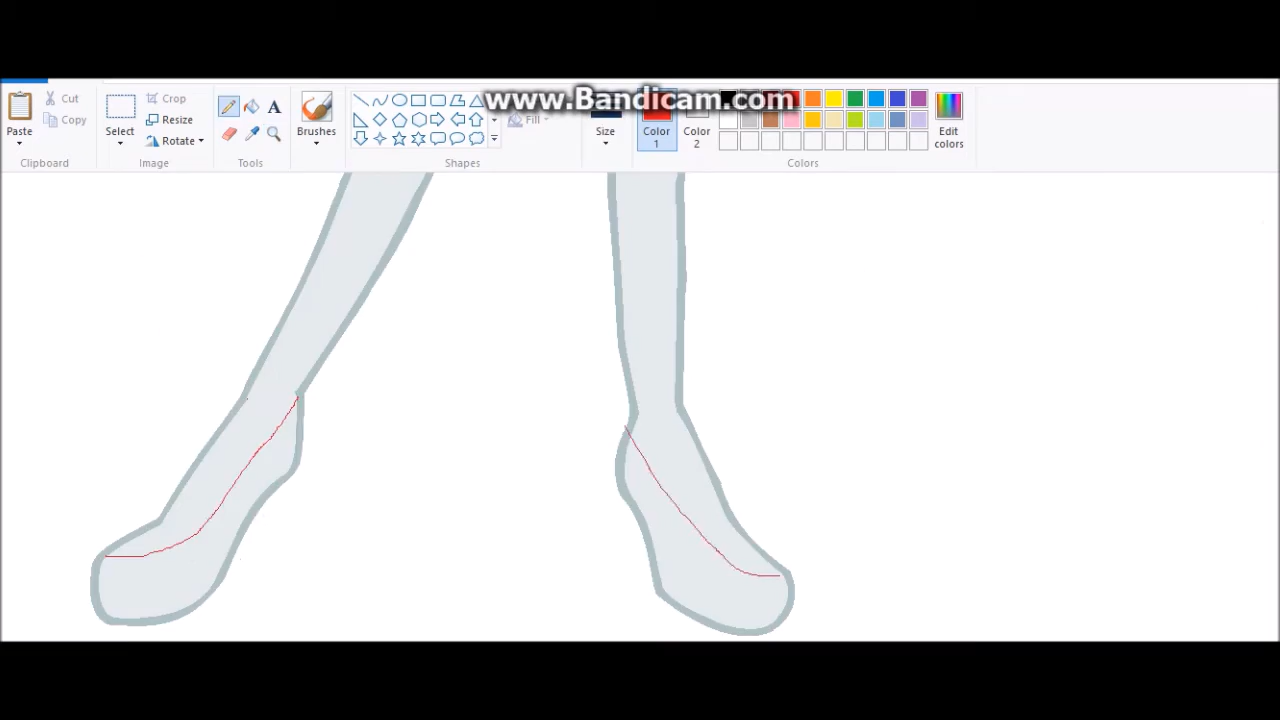 www.Bandicam.com
Cut
Copy
Paste
Clipboard
Crop
Resize
Rotate
Select
Image
Tools
Brushes
Shapes
Fill
Size
Color 1
Color 2
Edit colors
Colors